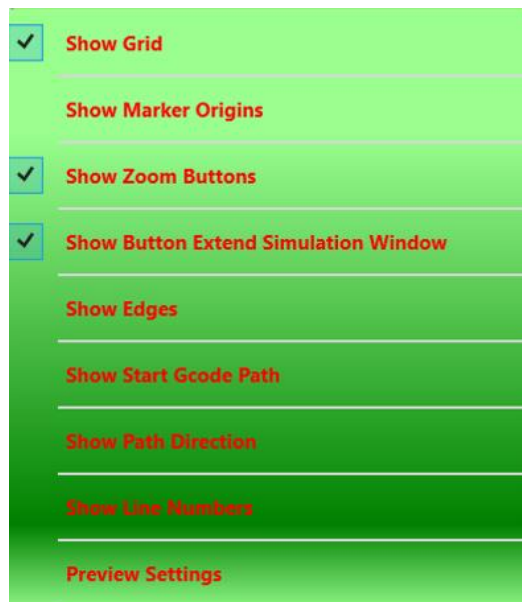 Show Grid
Show Marker Origins
Show Zoom Buttons
Show Button Extend Simulation Window
Show Edges
Show Start Gcode Path
Show Path Direction
Show Line Numbers
Preview Settings